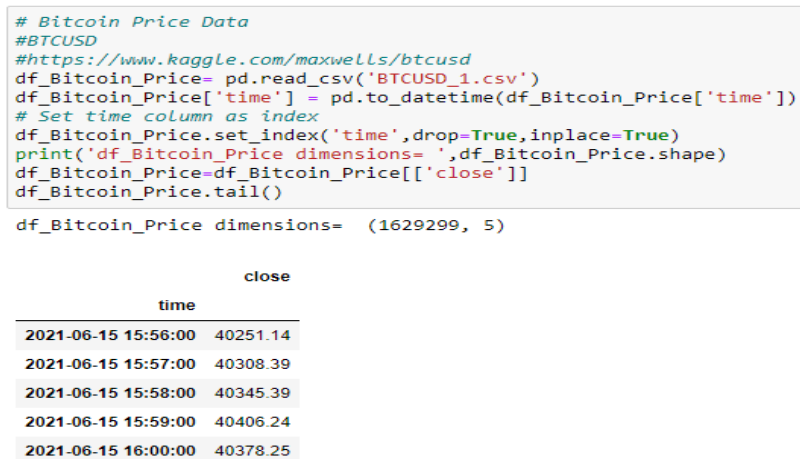 # Bitcoin Price Data
#BTCUSD
#https://www.kaggle.com/maxwells/btcusd
df_Bitcoin_Price= pd.read_csv('BTCUSD_1.csv')
df_Bitcoin_Price['time'] = pd.to_datetime(df_Bitcoin_Price['time'])
# Set time column as index
df_Bitcoin_Price.set_index('time',drop=True,inplace=True)
print('df_Bitcoin_Price dimensions= ',df_Bitcoin_Price.shape)
df_Bitcoin_Price=df_Bitcoin_Price[['close']]
df_Bitcoin_Price.tail()
df_Bitcoin_Price dimensions=  (1629299, 5)
close
time
2021-06-15 15:56:00 40251.14
2021-06-15 15:57:00 40308.39
2021-06-15 15:58:00 40345.39
2021-06-15 15:59:00 40406.24
2021-06-15 16:00:00 40378.25